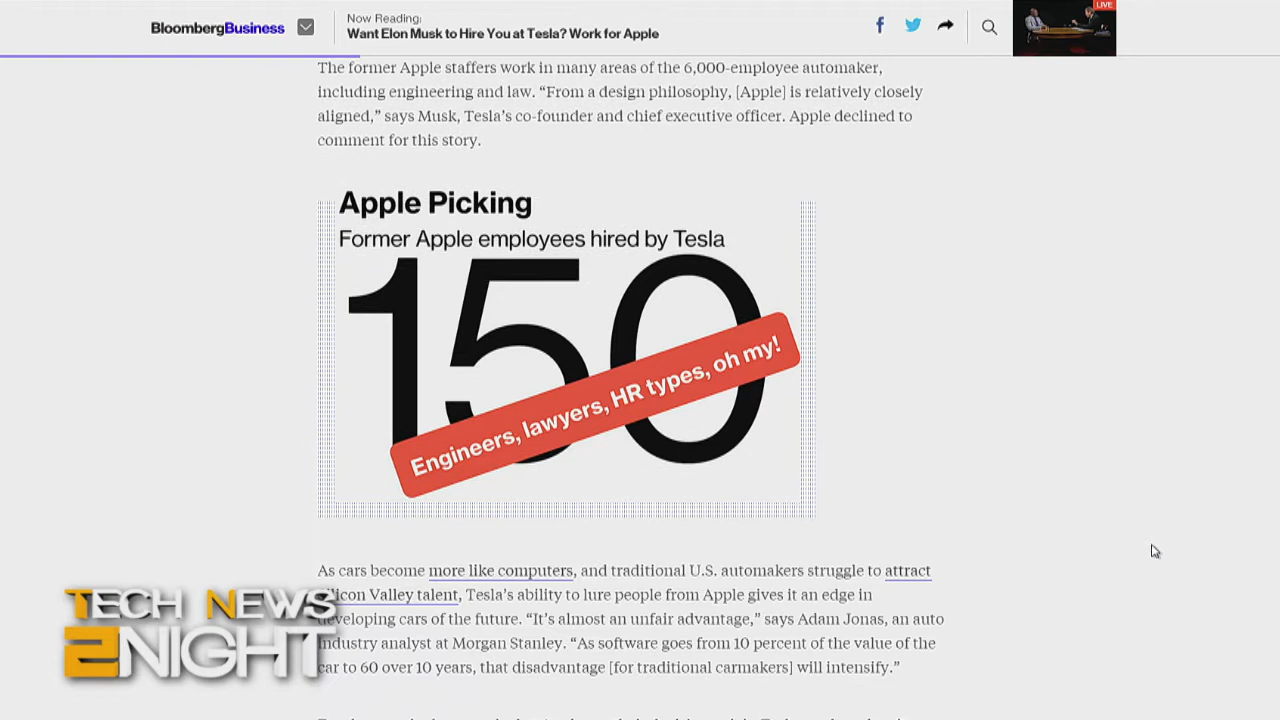 BloombergBusiness
Now Reading:
Want Elon Musk to Hire You at Tesla? Work for Apple
LIVE
The former Apple staffers work in many areas of the 6,000-employee automaker,
including engineering and law. “From a design philosophy, [Apple] is relatively closely
aligned,” says Musk, Tesla’s co-founder and chief executive officer. Apple declined to
comment for this story.
Apple Picking
Former Apple employees hired by Tesla
150
Engineers, lawyers, HR types, oh my!
As cars become more like computers, and traditional U.S. automakers struggle to attract
Silicon Valley talent, Tesla’s ability to lure people from Apple gives it an edge in
developing cars of the future. “It’s almost an unfair advantage,” says Adam Jonas, an auto
industry analyst at Morgan Stanley. “As software goes from 10 percent of the value of the
car to 60 over 10 years, that disadvantage [for traditional carmakers] will intensify.”
TECH NEWS
2NIGHT